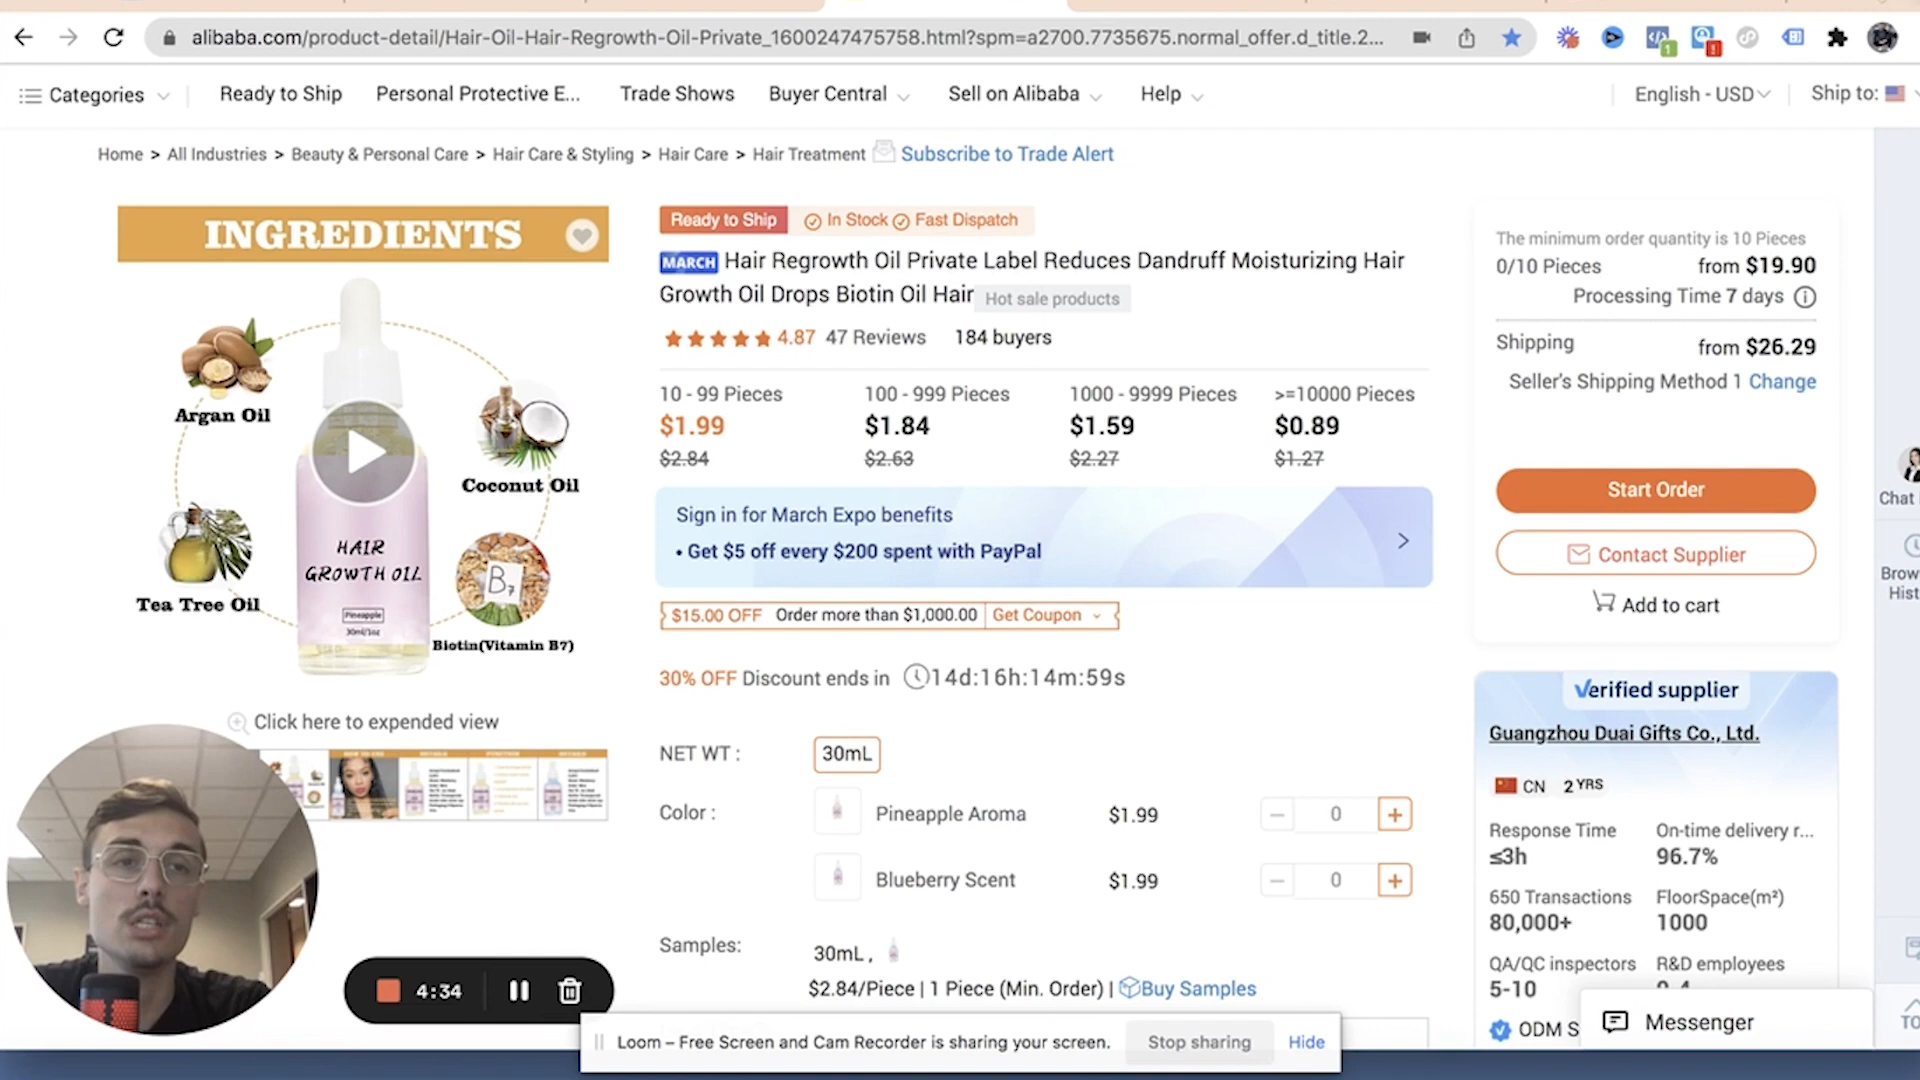 alibaba.com/product-detail/Hair-Oil-Hair-Regrowth-Oil-Private_1600247475758.html?spm=a2700.7735675.normal_offer.d_title.2...
Categories
Ready to Ship
Personal Protective E...
Trade Shows
Buyer Central
Sell on Alibaba
Help
English - USD
Ship to:
Home > All Industries > Beauty & Personal Care > Hair Care & Styling > Hair Care > Hair Treatment
Subscribe to Trade Alert
INGREDIENTS
Argan Oil
Coconut Oil
Tea Tree Oil
B7
Biotin(Vitamin B7)
HAIR
GROWTH OIL
Pineapple
30ml/1oz
Click here to expended view
Ready to Ship
In Stock
Fast Dispatch
MARCH Hair Regrowth Oil Private Label Reduces Dandruff Moisturizing Hair
Growth Oil Drops Biotin Oil Hair
Hot sale products
4.87 47 Reviews 184 buyers
10 - 99 Pieces 100 - 999 Pieces 1000 - 9999 Pieces >=10000 Pieces
$1.99 $1.84 $1.59 $0.89
$2.84 $2.63 $2.27 $1.27
Sign in for March Expo benefits
• Get $5 off every $200 spent with PayPal
$15.00 OFF Order more than $1,000.00 Get Coupon
30% OFF Discount ends in 14d:16h:14m:59s
NET WT : 30mL
Color : Pineapple Aroma $1.99 0 +
Blueberry Scent $1.99 0 +
Samples: 30mL ,
$2.84/Piece | 1 Piece (Min. Order) | Buy Samples
The minimum order quantity is 10 Pieces
0/10 Pieces from $19.90
Processing Time 7 days
Shipping from $26.29
Seller's Shipping Method 1 Change
Start Order
Contact Supplier
Add to cart
Verified supplier
Guangzhou Duai Gifts Co., Ltd.
CN 2 YRS
Response Time On-time delivery r...
≤3h 96.7%
650 Transactions FloorSpace(m²)
80,000+ 1000
QA/QC inspectors R&D employees
5-10
ODM S
Messenger
Chat
Brow
Hist
TO
4:34
Loom – Free Screen and Cam Recorder is sharing your screen.
Stop sharing
Hide